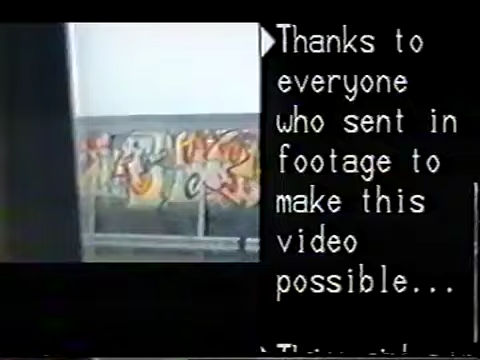 Thanks to
everyone
who sent in
footage to
make this
video
possible...